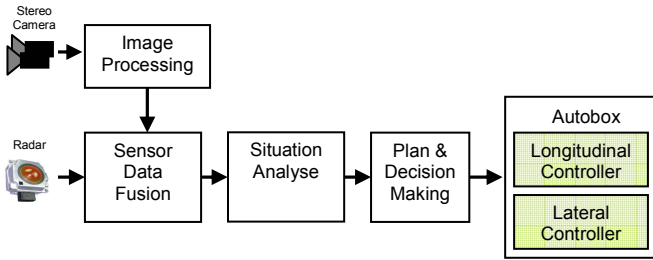 Stereo
Camera
Image
Processing
Radar
Sensor
Data
Fusion
Situation
Analyse
Plan &
Decision
Making
Autobox
Longitudinal
Controller
Lateral
Controller